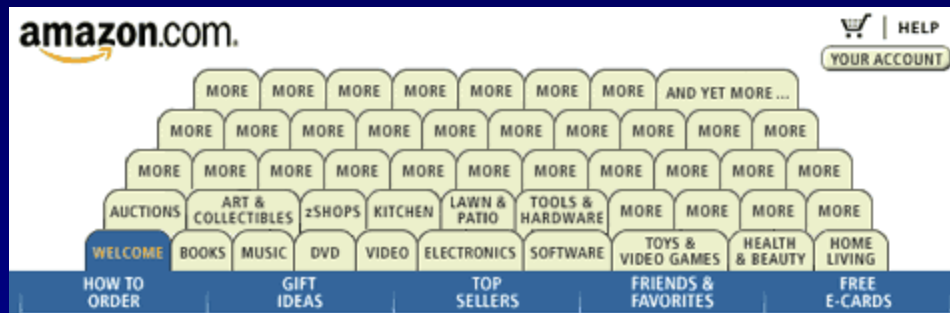 amazon.com.
HELP
YOUR ACCOUNT
MORE MORE MORE MORE MORE MORE MORE AND YET MORE ...
MORE MORE MORE MORE MORE MORE MORE MORE MORE MORE
MORE MORE MORE MORE MORE MORE MORE MORE MORE MORE MORE
AUCTIONS ART & COLLECTIBLES zSHOPS KITCHEN LAWN & PATIO TOOLS & HARDWARE MORE MORE MORE MORE
WELCOME BOOKS MUSIC DVD VIDEO ELECTRONICS SOFTWARE TOYS & VIDEO GAMES HEALTH & BEAUTY HOME LIVING
HOW TO ORDER GIFT IDEAS TOP SELLERS FRIENDS & FAVORITES FREE E-CARDS